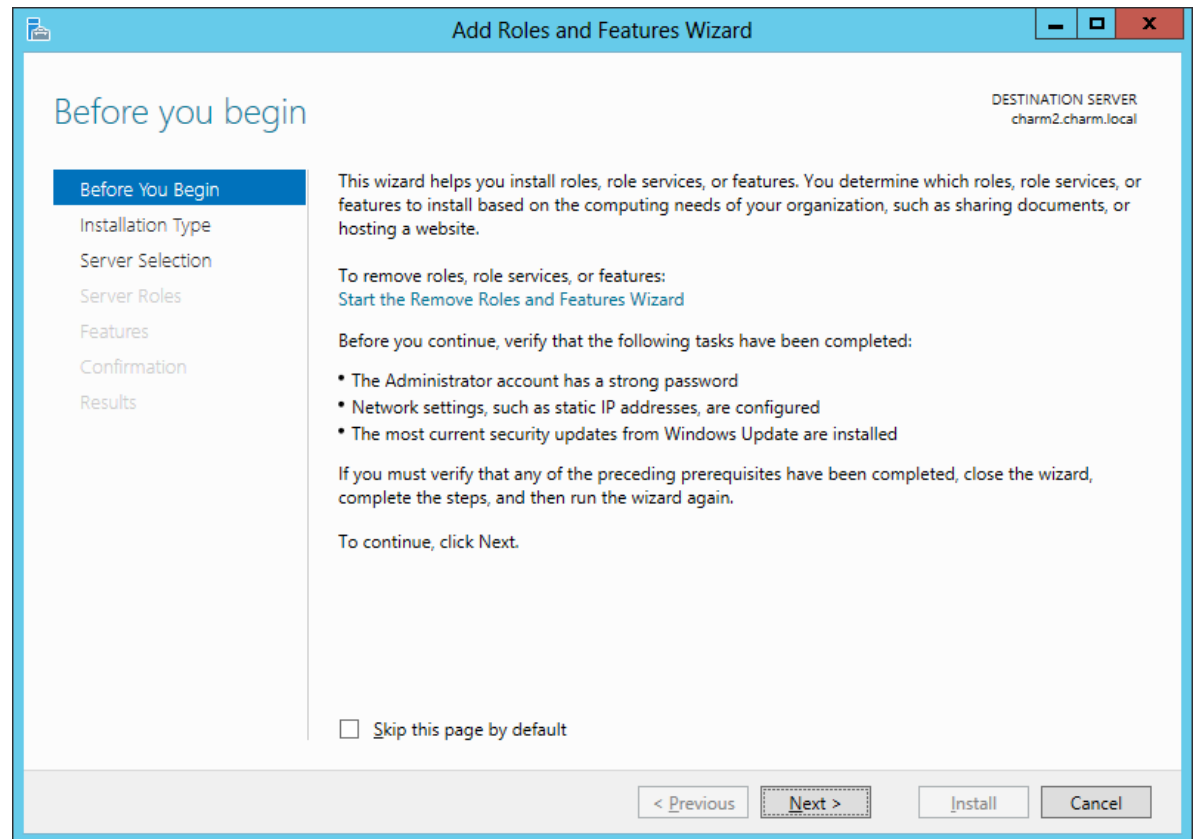 Add Roles and Features Wizard
x
Before you begin
DESTINATION SERVER
charm2.charm.local
Before You Begin
Installation Type
Server Selection
Server Roles
Features
Confirmation
Results
This wizard helps you install roles, role services, or features. You determine which roles, role services, or
features to install based on the computing needs of your organization, such as sharing documents, or
hosting a website.
To remove roles, role services, or features:
Start the Remove Roles and Features Wizard
Before you continue, verify that the following tasks have been completed:
• The Administrator account has a strong password
• Network settings, such as static IP addresses, are configured
• The most current security updates from Windows Update are installed
If you must verify that any of the preceding prerequisites have been completed, close the wizard,
complete the steps, and then run the wizard again.
To continue, click Next.
Skip this page by default
< Previous
Next >
Install
Cancel